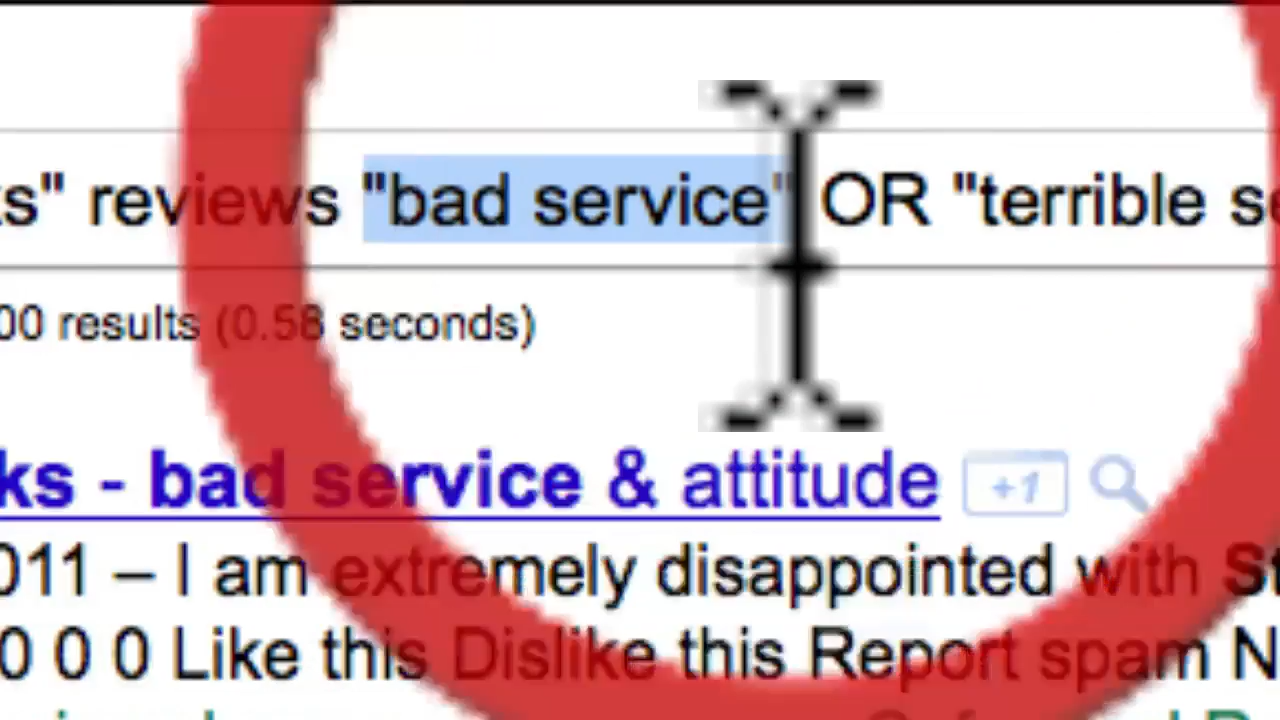 s" reviews "bad service" OR "terrible s
00 results (0.58 seconds)
ks - bad service & attitude +1
011 – I am extremely disappointed with St
0 0 0 Like this Dislike this Report spam N